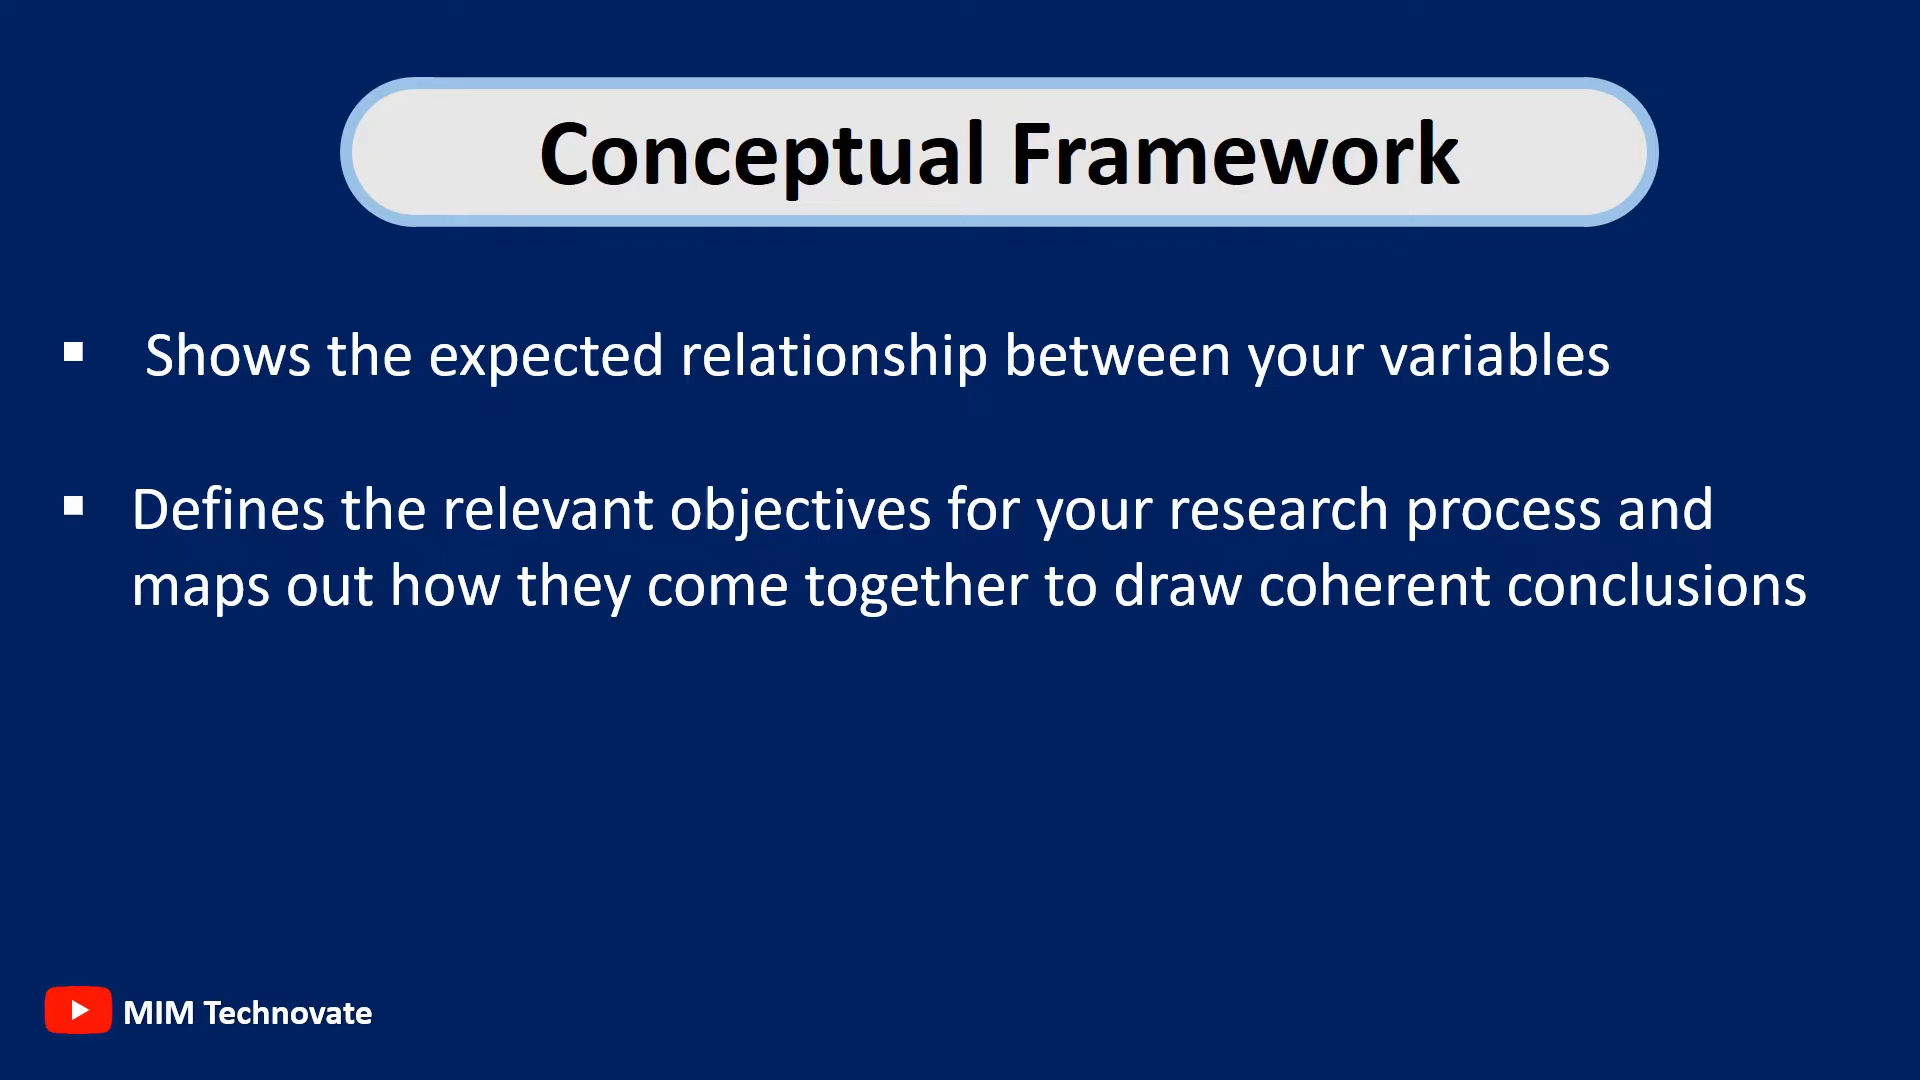 Conceptual Framework
▪ Shows the expected relationship between your variables
▪ Defines the relevant objectives for your research process and
maps out how they come together to draw coherent conclusions
MIM Technovate